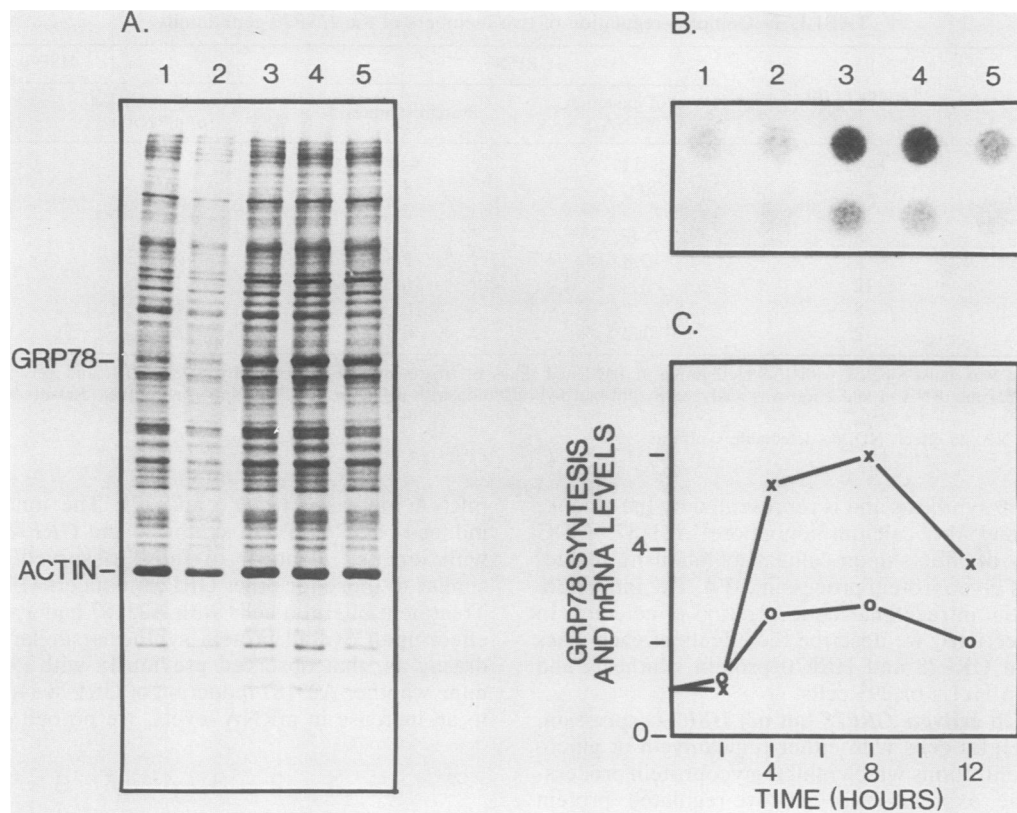 A.
1 2 3 4 5
GRP78
ACTIN
B.
1 2 3 4 5
C.
GRP78 SYNTESIS
AND mRNA LEVELS
4
0
4 8 12
TIME (HOURS)